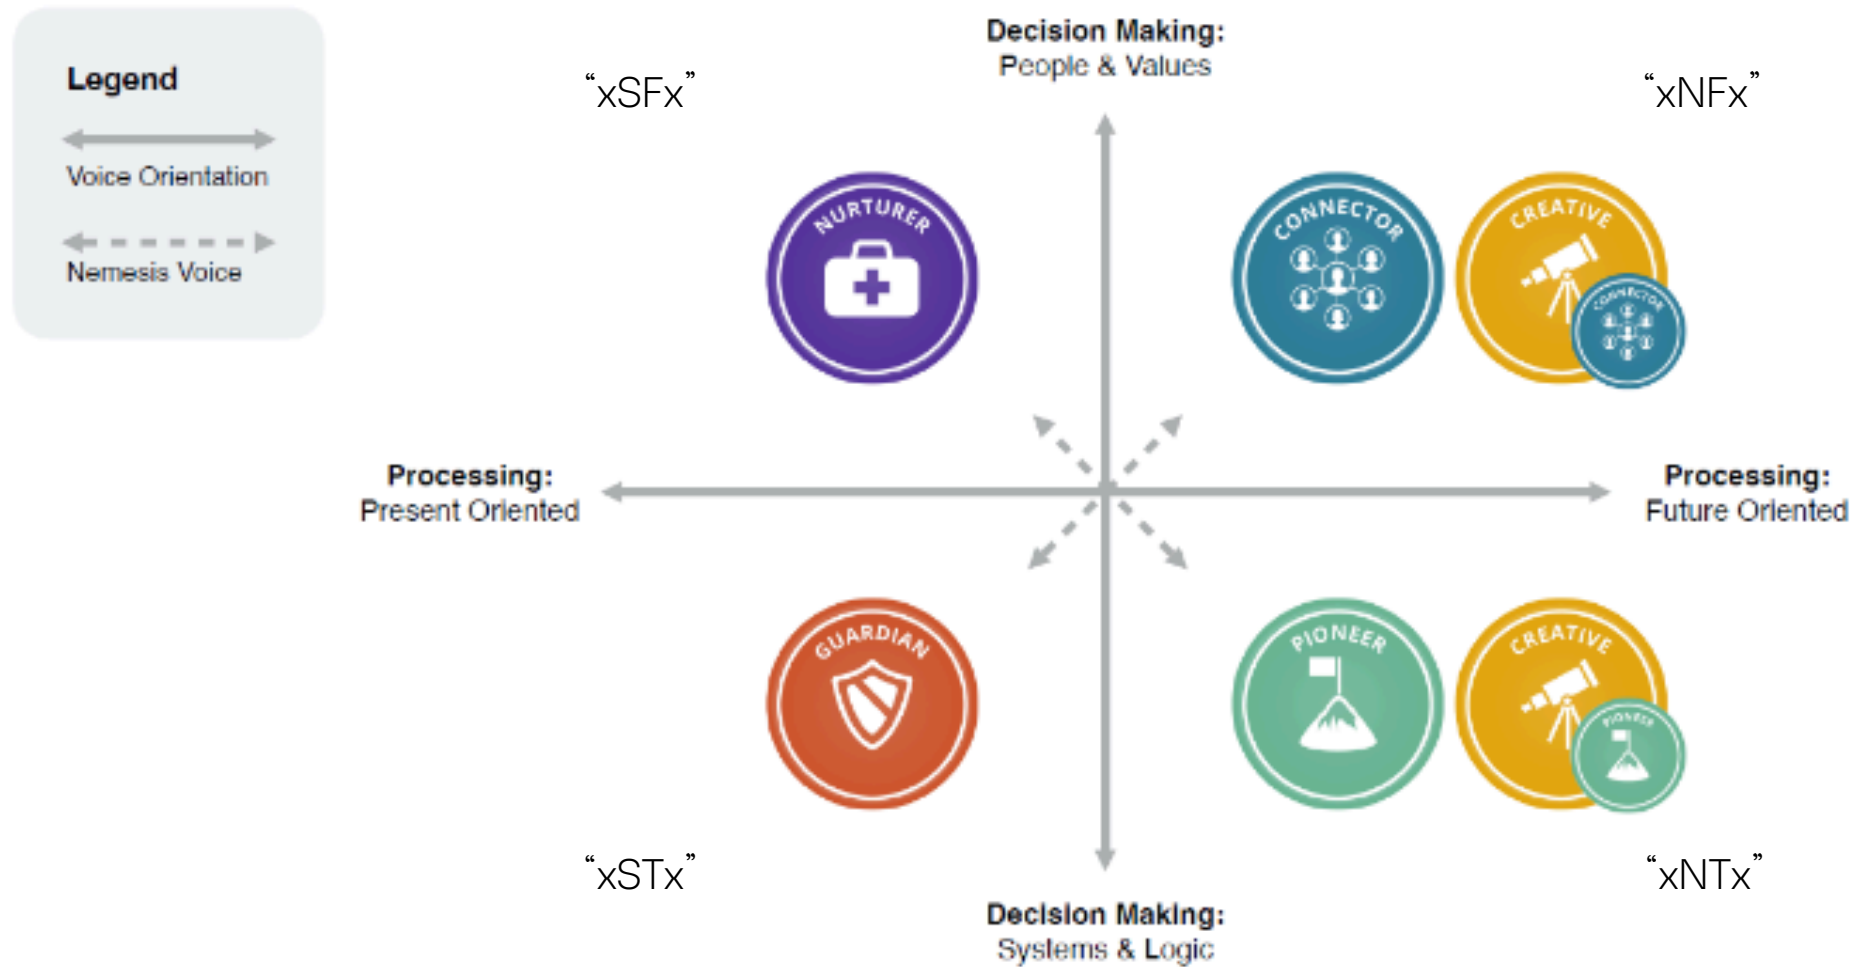 Legend
Voice Orientation
Nemesis Voice
Decision Making:
People & Values
“xSFx”
“xNFx”
NURTURER
CONNECTOR
CREATIVE
CONNECTOR
Processing:
Present Oriented
Processing:
Future Oriented
GUARDIAN
PIONEER
CREATIVE
PIONEER
“xSTx”
“xNTx”
Decision Making:
Systems & Logic